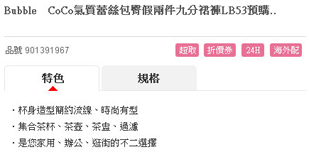 Bubble　CoCo氣質蕾絲包臀假兩件九分裙褲LB53預購..
品號 901391967
超取 折價券 24H 海外配
特色 規格
‧杯身造型簡約流線、時尚有型
‧集合茶杯、茶壺、茶盅、過濾
‧是您家用、辦公、逛街的不二選擇